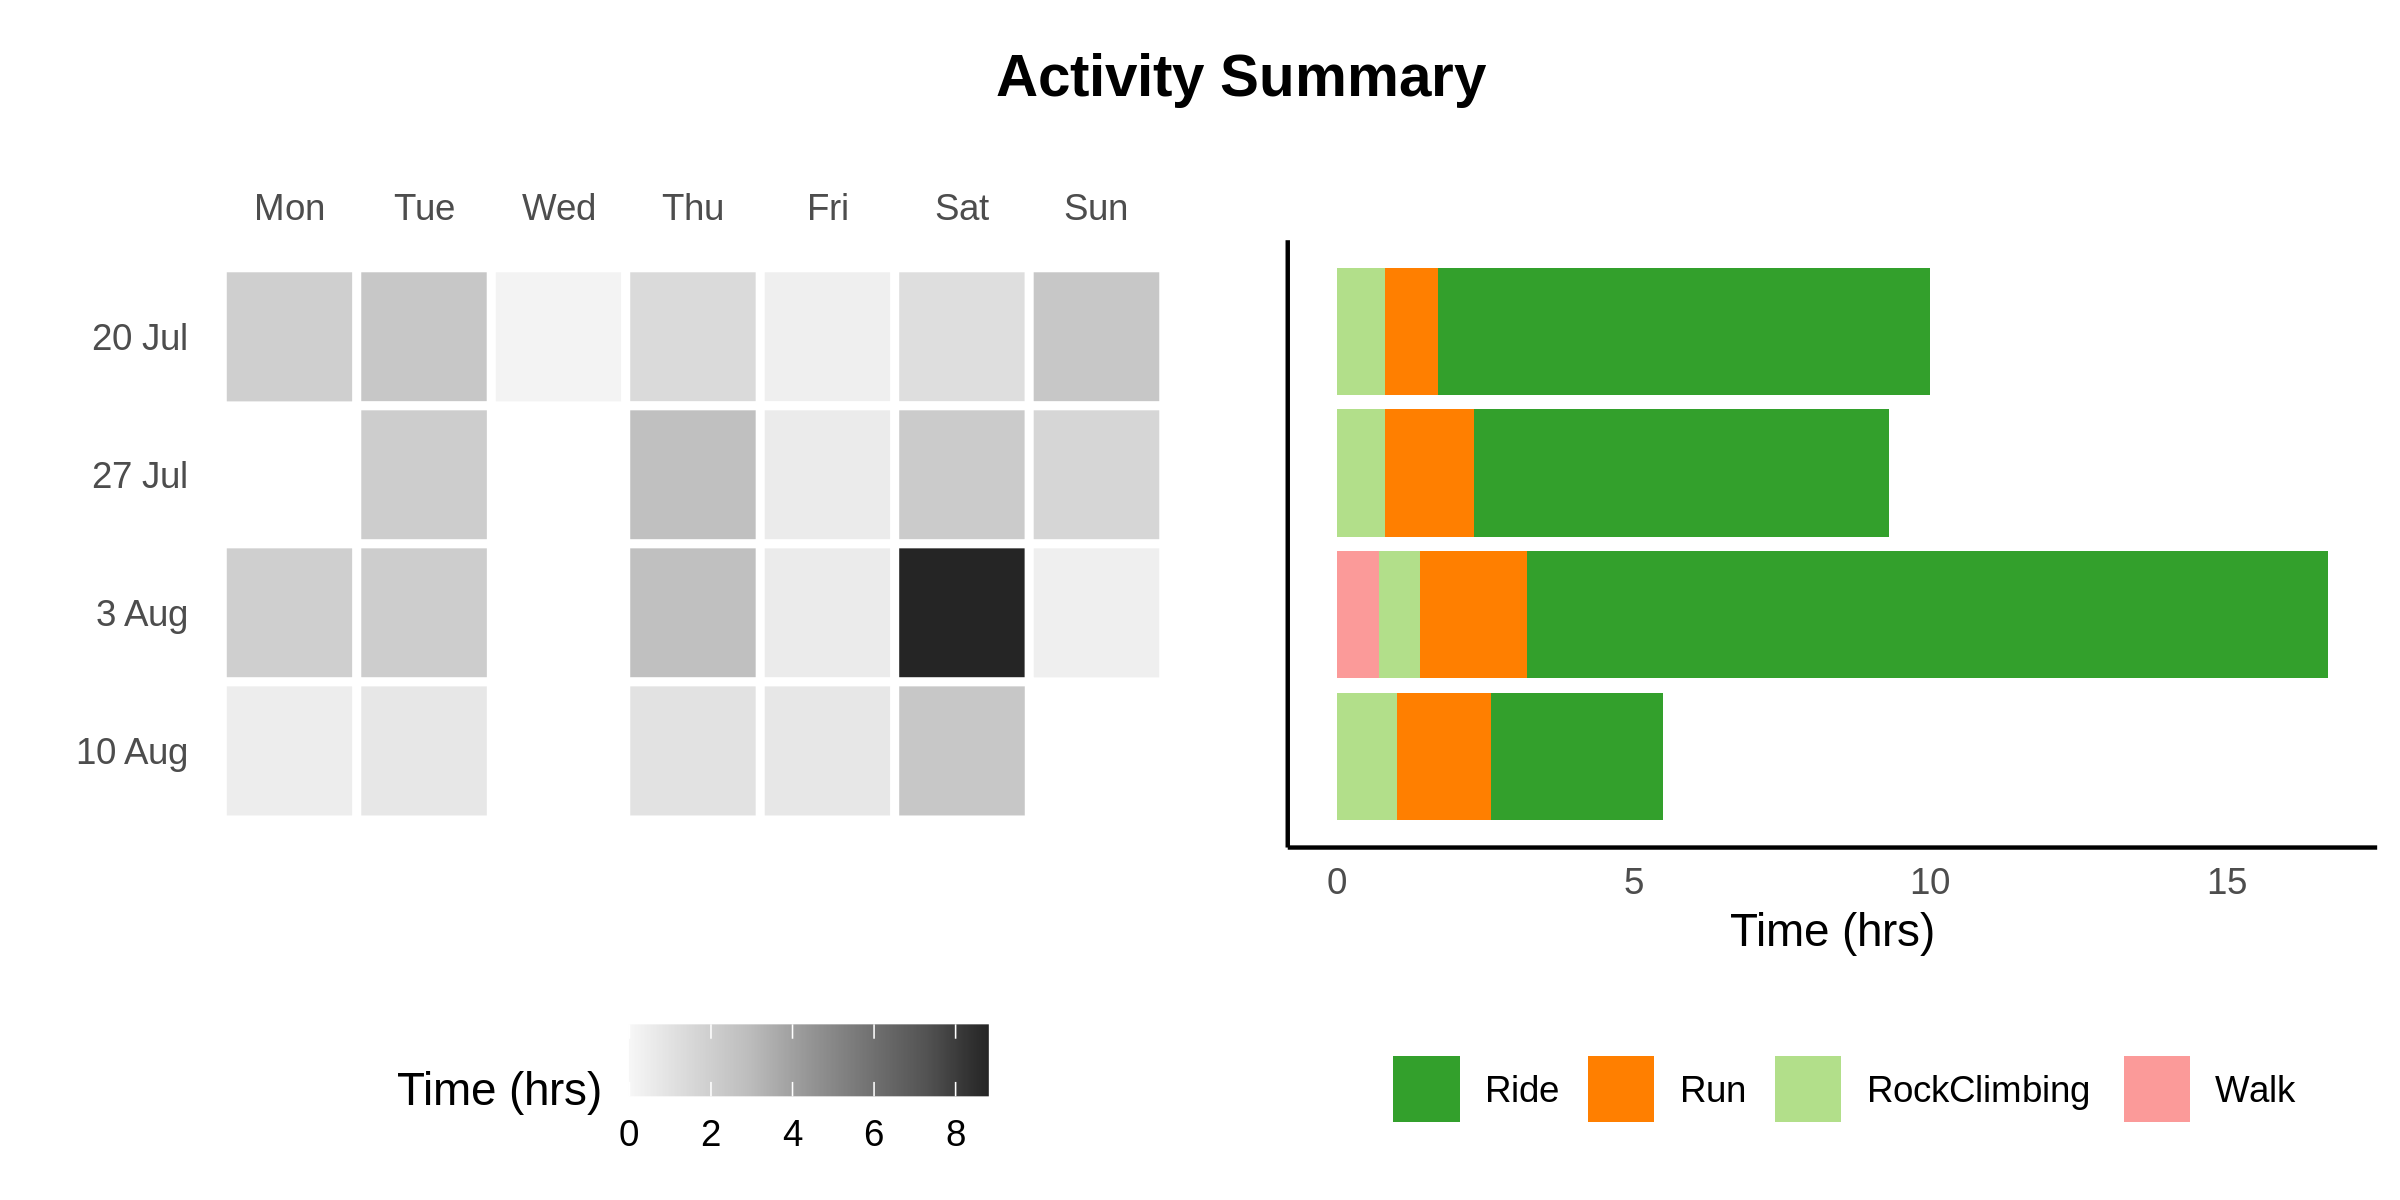 Activity Summary
Mon Tue Wed Thu Fri Sat Sun
20 Jul
27 Jul
3 Aug
10 Aug
0 5 10 15
Time (hrs)
Time (hrs)
0 2 4 6 8
Ride Run RockClimbing Walk